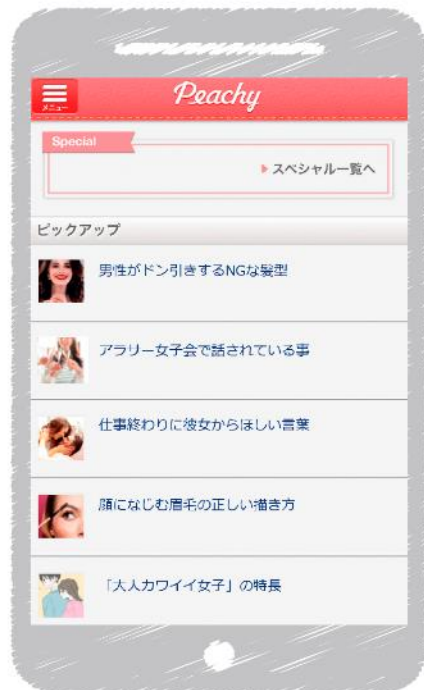 メニュー
Peachy
Special
スペシャル一覧へ
ピックアップ
男性がドン引きするNGな髪型
アラリー女子会で話されている事
仕事終わりに彼女からほしい言葉
顔になじむ眉毛の正しい描き方
「大人カワイイ女子」の特長